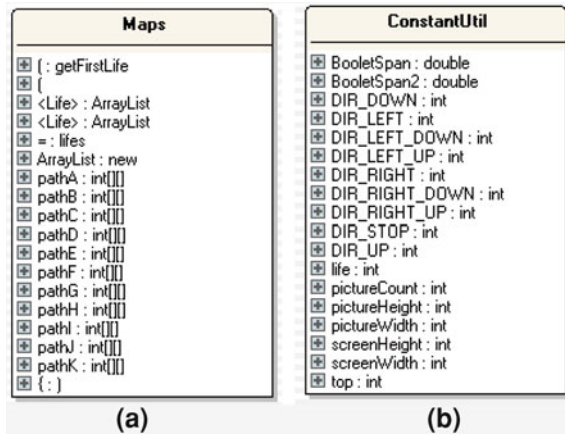 Maps
( : getFirstLife
(
<Life> : ArrayList
<Life> : ArrayList
= : lifes
ArrayList : new
pathA : int[][]
pathB : int[][]
pathC : int[][]
pathD : int[][]
pathE : int[][]
pathF : int[][]
pathG : int[][]
pathH : int[][]
pathI : int[][]
pathJ : int[][]
pathK : int[][]
{ : )
(a)
ConstantUtil
BooletSpan : double
BooletSpan2 : double
DIR_DOWN : int
DIR_LEFT : int
DIR_LEFT_DOWN : int
DIR_LEFT_UP : int
DIR_RIGHT : int
DIR_RIGHT_DOWN : int
DIR_RIGHT_UP : int
DIR_STOP : int
DIR_UP : int
life : int
pictureCount : int
pictureHeight : int
pictureWidth : int
screenHeight : int
screenWidth : int
top : int
(b)